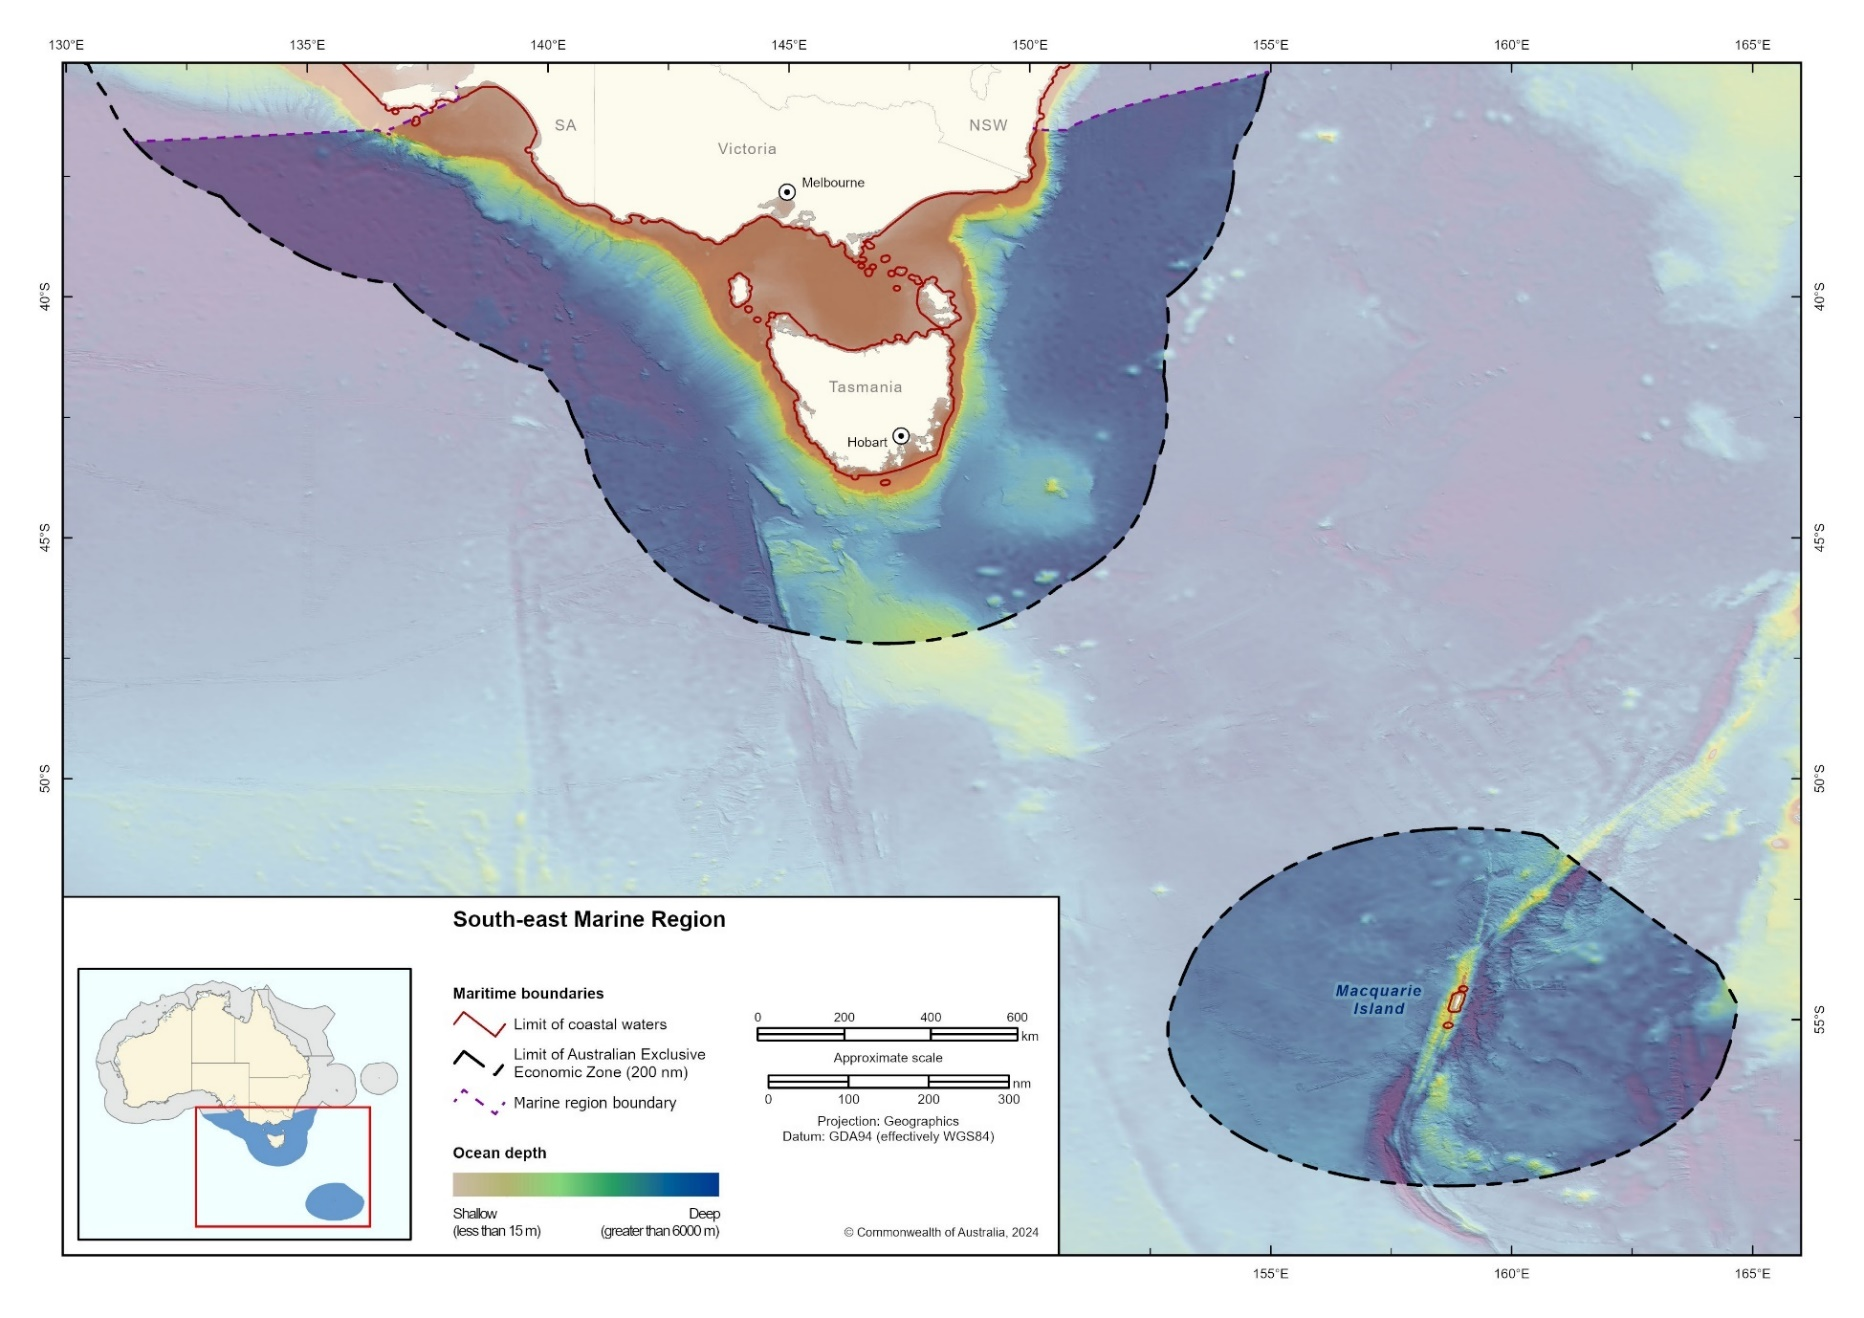 130°E 135°E 140°E 145°E 150°E 155°E 160°E 165°E
SA
NSW
Victoria
Melbourne
40°S
40°S
Tasmania
Hobart
45°S
45°S
50°S
50°S
Macquarie
Island
55°S
South-east Marine Region
Maritime boundaries
Limit of coastal waters
Limit of Australian Exclusive
Economic Zone (200 nm)
Marine region boundary
Ocean depth
Shallow
(less than 15 m)
Deep
(greater than 6000 m)
0 200 400 600
km
Approximate scale
nm
0 100 200 300
Projection: Geographics
Datum: GDA94 (effectively WGS84)
© Commonwealth of Australia, 2024
155°E 160°E 165°E